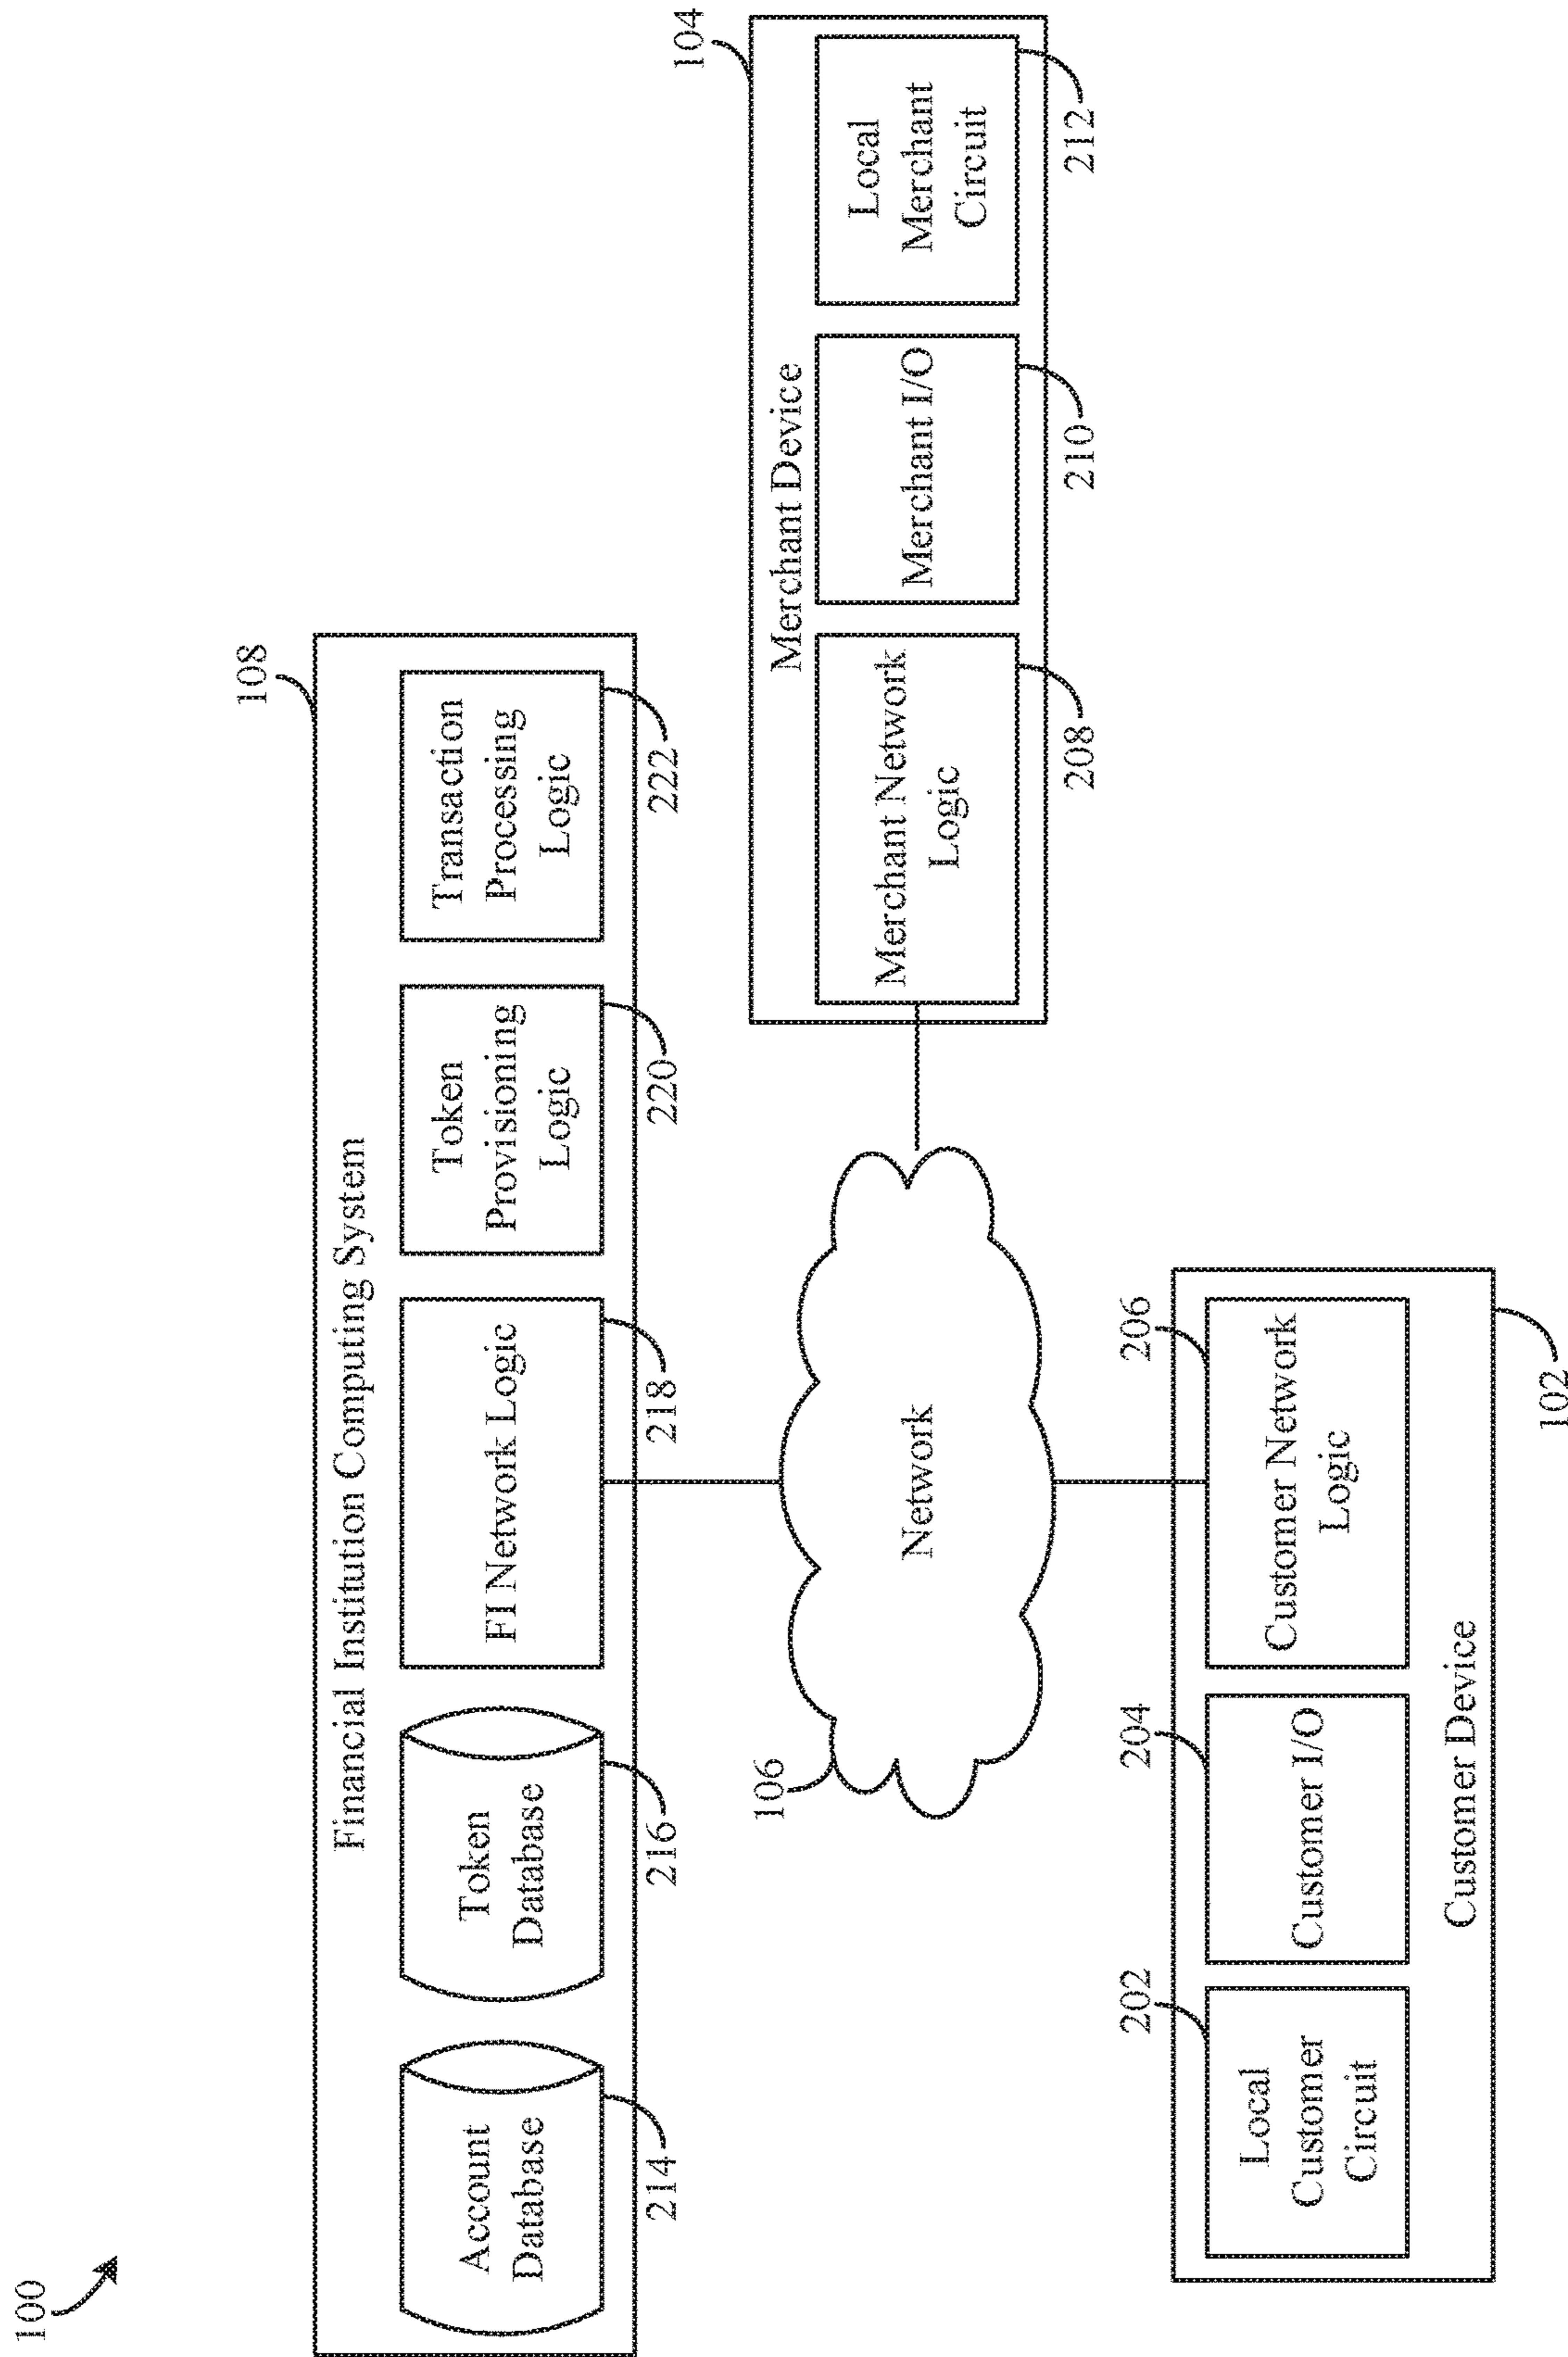 100
108
Financial Institution Computing System
Account
Database
214
Token
Database
216
FI Network Logic
218
Token
Provisioning
Logic
220
Transaction
Processing
Logic
222
106
Network
104
Merchant Device
Merchant Network
Logic
208
Merchant I/O
210
Local
Merchant
Circuit
212
202
Local
Customer
Circuit
204
Customer I/O
206
Customer Network
Logic
Customer Device
102